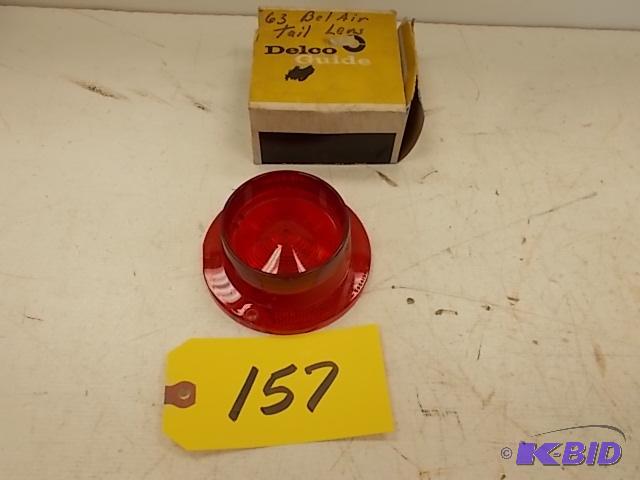 63 Bel Air
Tail Lens
Delco
Guide
157
© K-BID